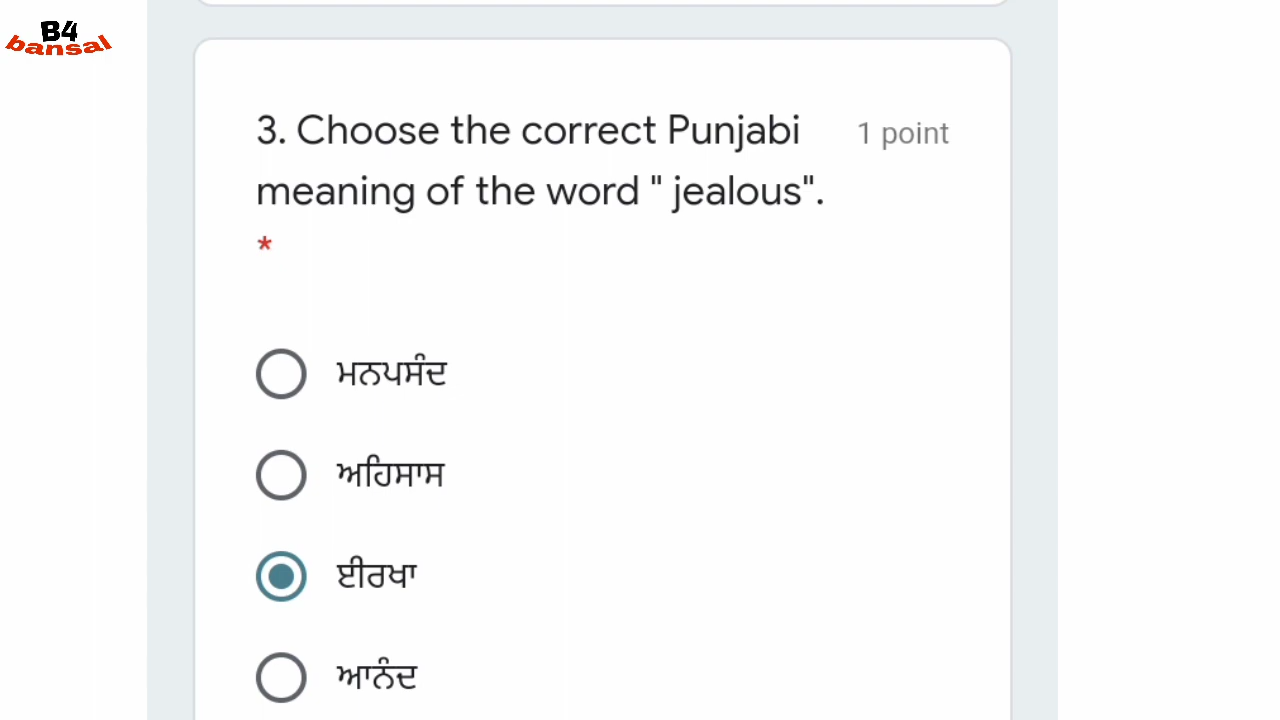 B4
bansal
3. Choose the correct Punjabi
1 point
meaning of the word " jealous".
*
ਮਨਪਸੰਦ
ਅਹਿਸਾਸ
ਈਰਖਾ
ਆਨੰਦ